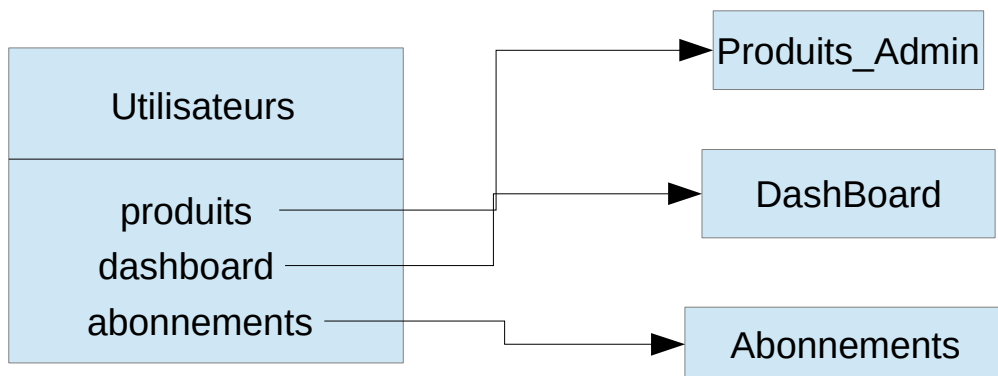 Utilisateurs
produits
dashboard
abonnements
Produits_Admin
DashBoard
Abonnements